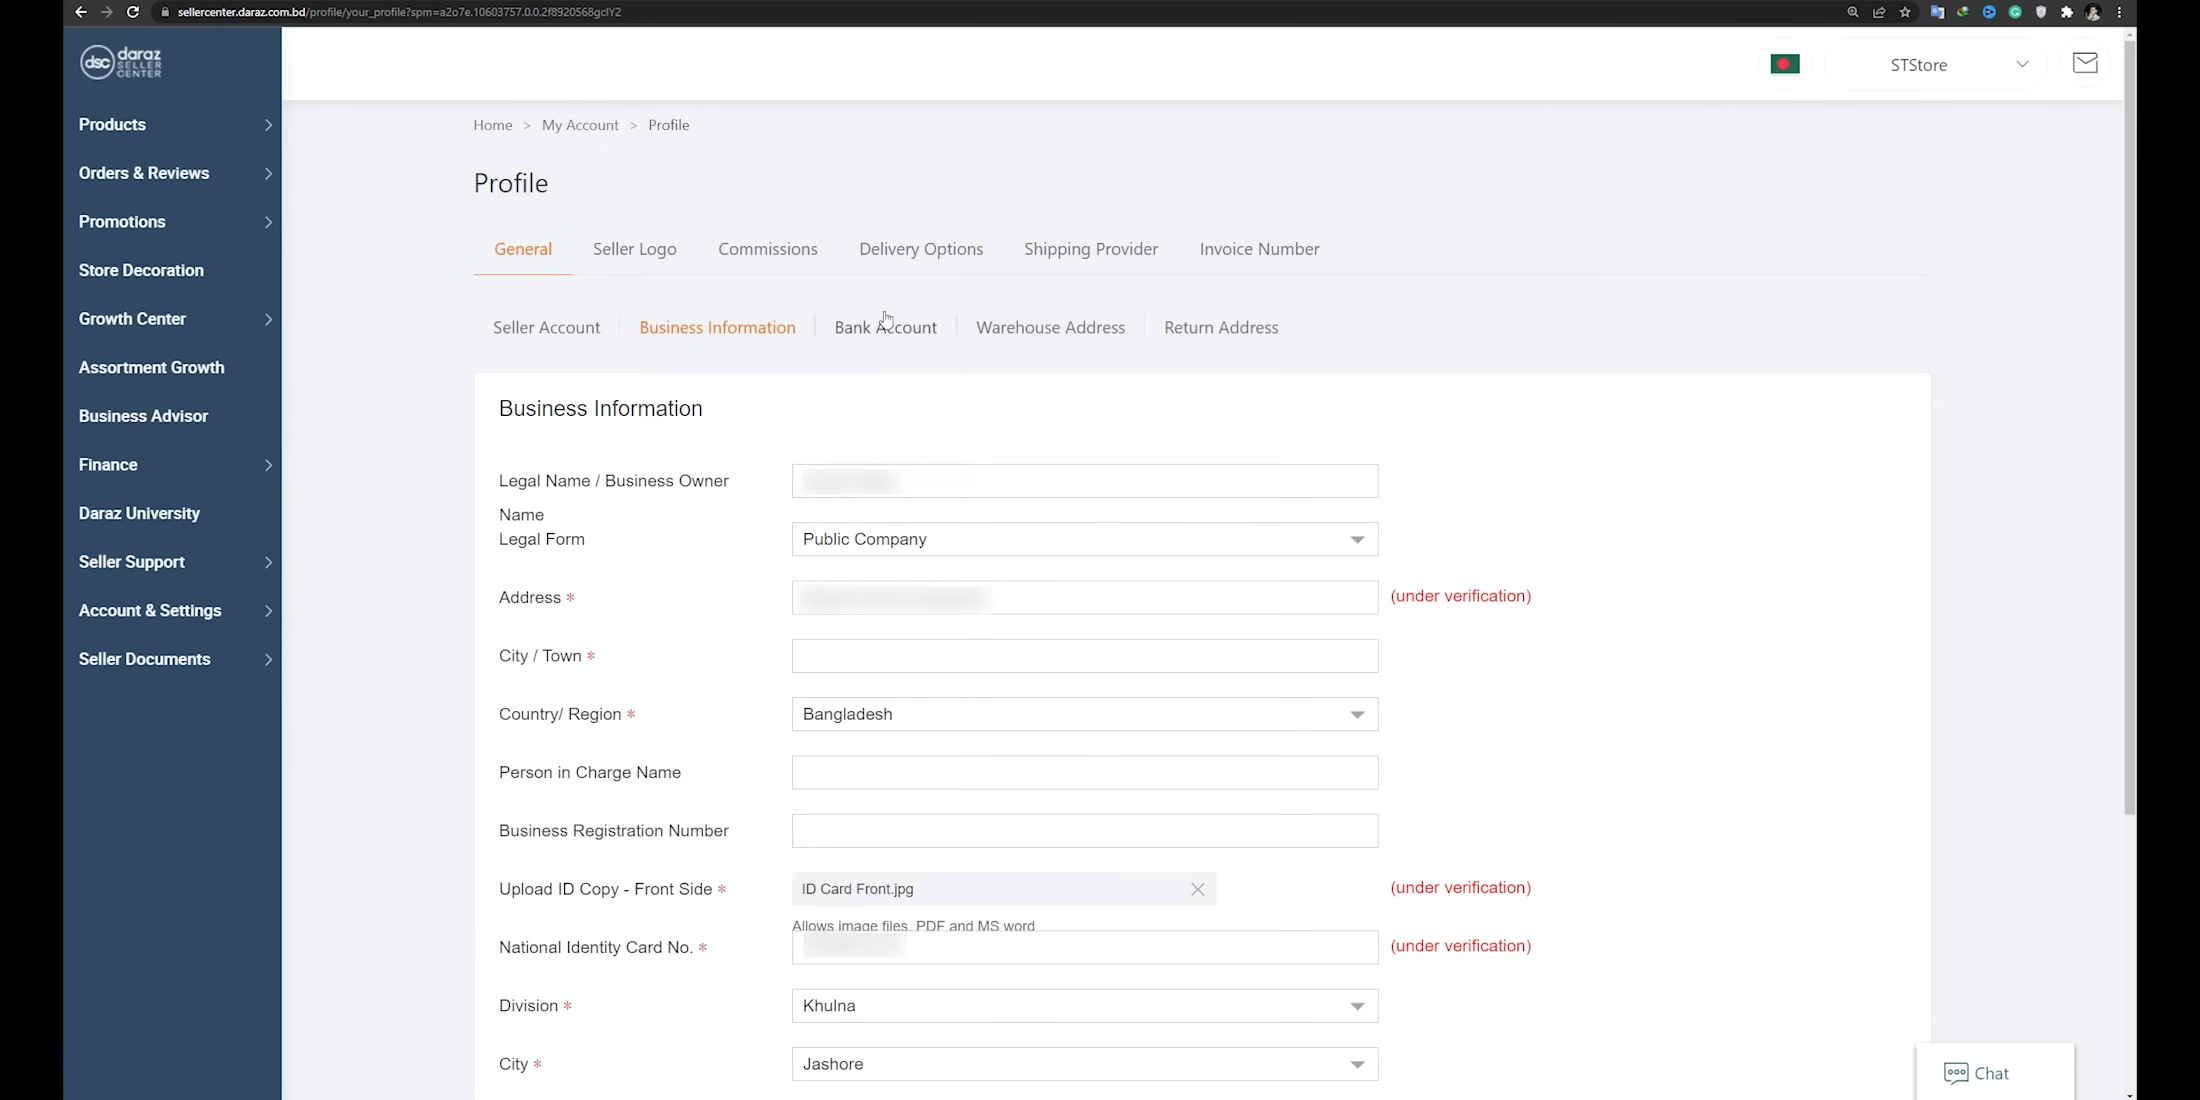 sellercenter.daraz.com.bd/profile/your_profile?spm=a2o7e.10603757.0.0.2f8920568gclY2
dsc daraz SELLER CENTER
STStore
Products
Orders & Reviews
Promotions
Store Decoration
Growth Center
Assortment Growth
Business Advisor
Finance
Daraz University
Seller Support
Account & Settings
Seller Documents
Home > My Account > Profile
Profile
General Seller Logo Commissions Delivery Options Shipping Provider Invoice Number
Seller Account Business Information Bank Account Warehouse Address Return Address
Business Information
Legal Name / Business Owner
Name
Legal Form Public Company
Address * (under verification)
City / Town *
Country/ Region * Bangladesh
Person in Charge Name
Business Registration Number
Upload ID Copy - Front Side * ID Card Front.jpg (under verification)
Allows image files, PDF and MS word
National Identity Card No. * (under verification)
Division * Khulna
City * Jashore
Chat